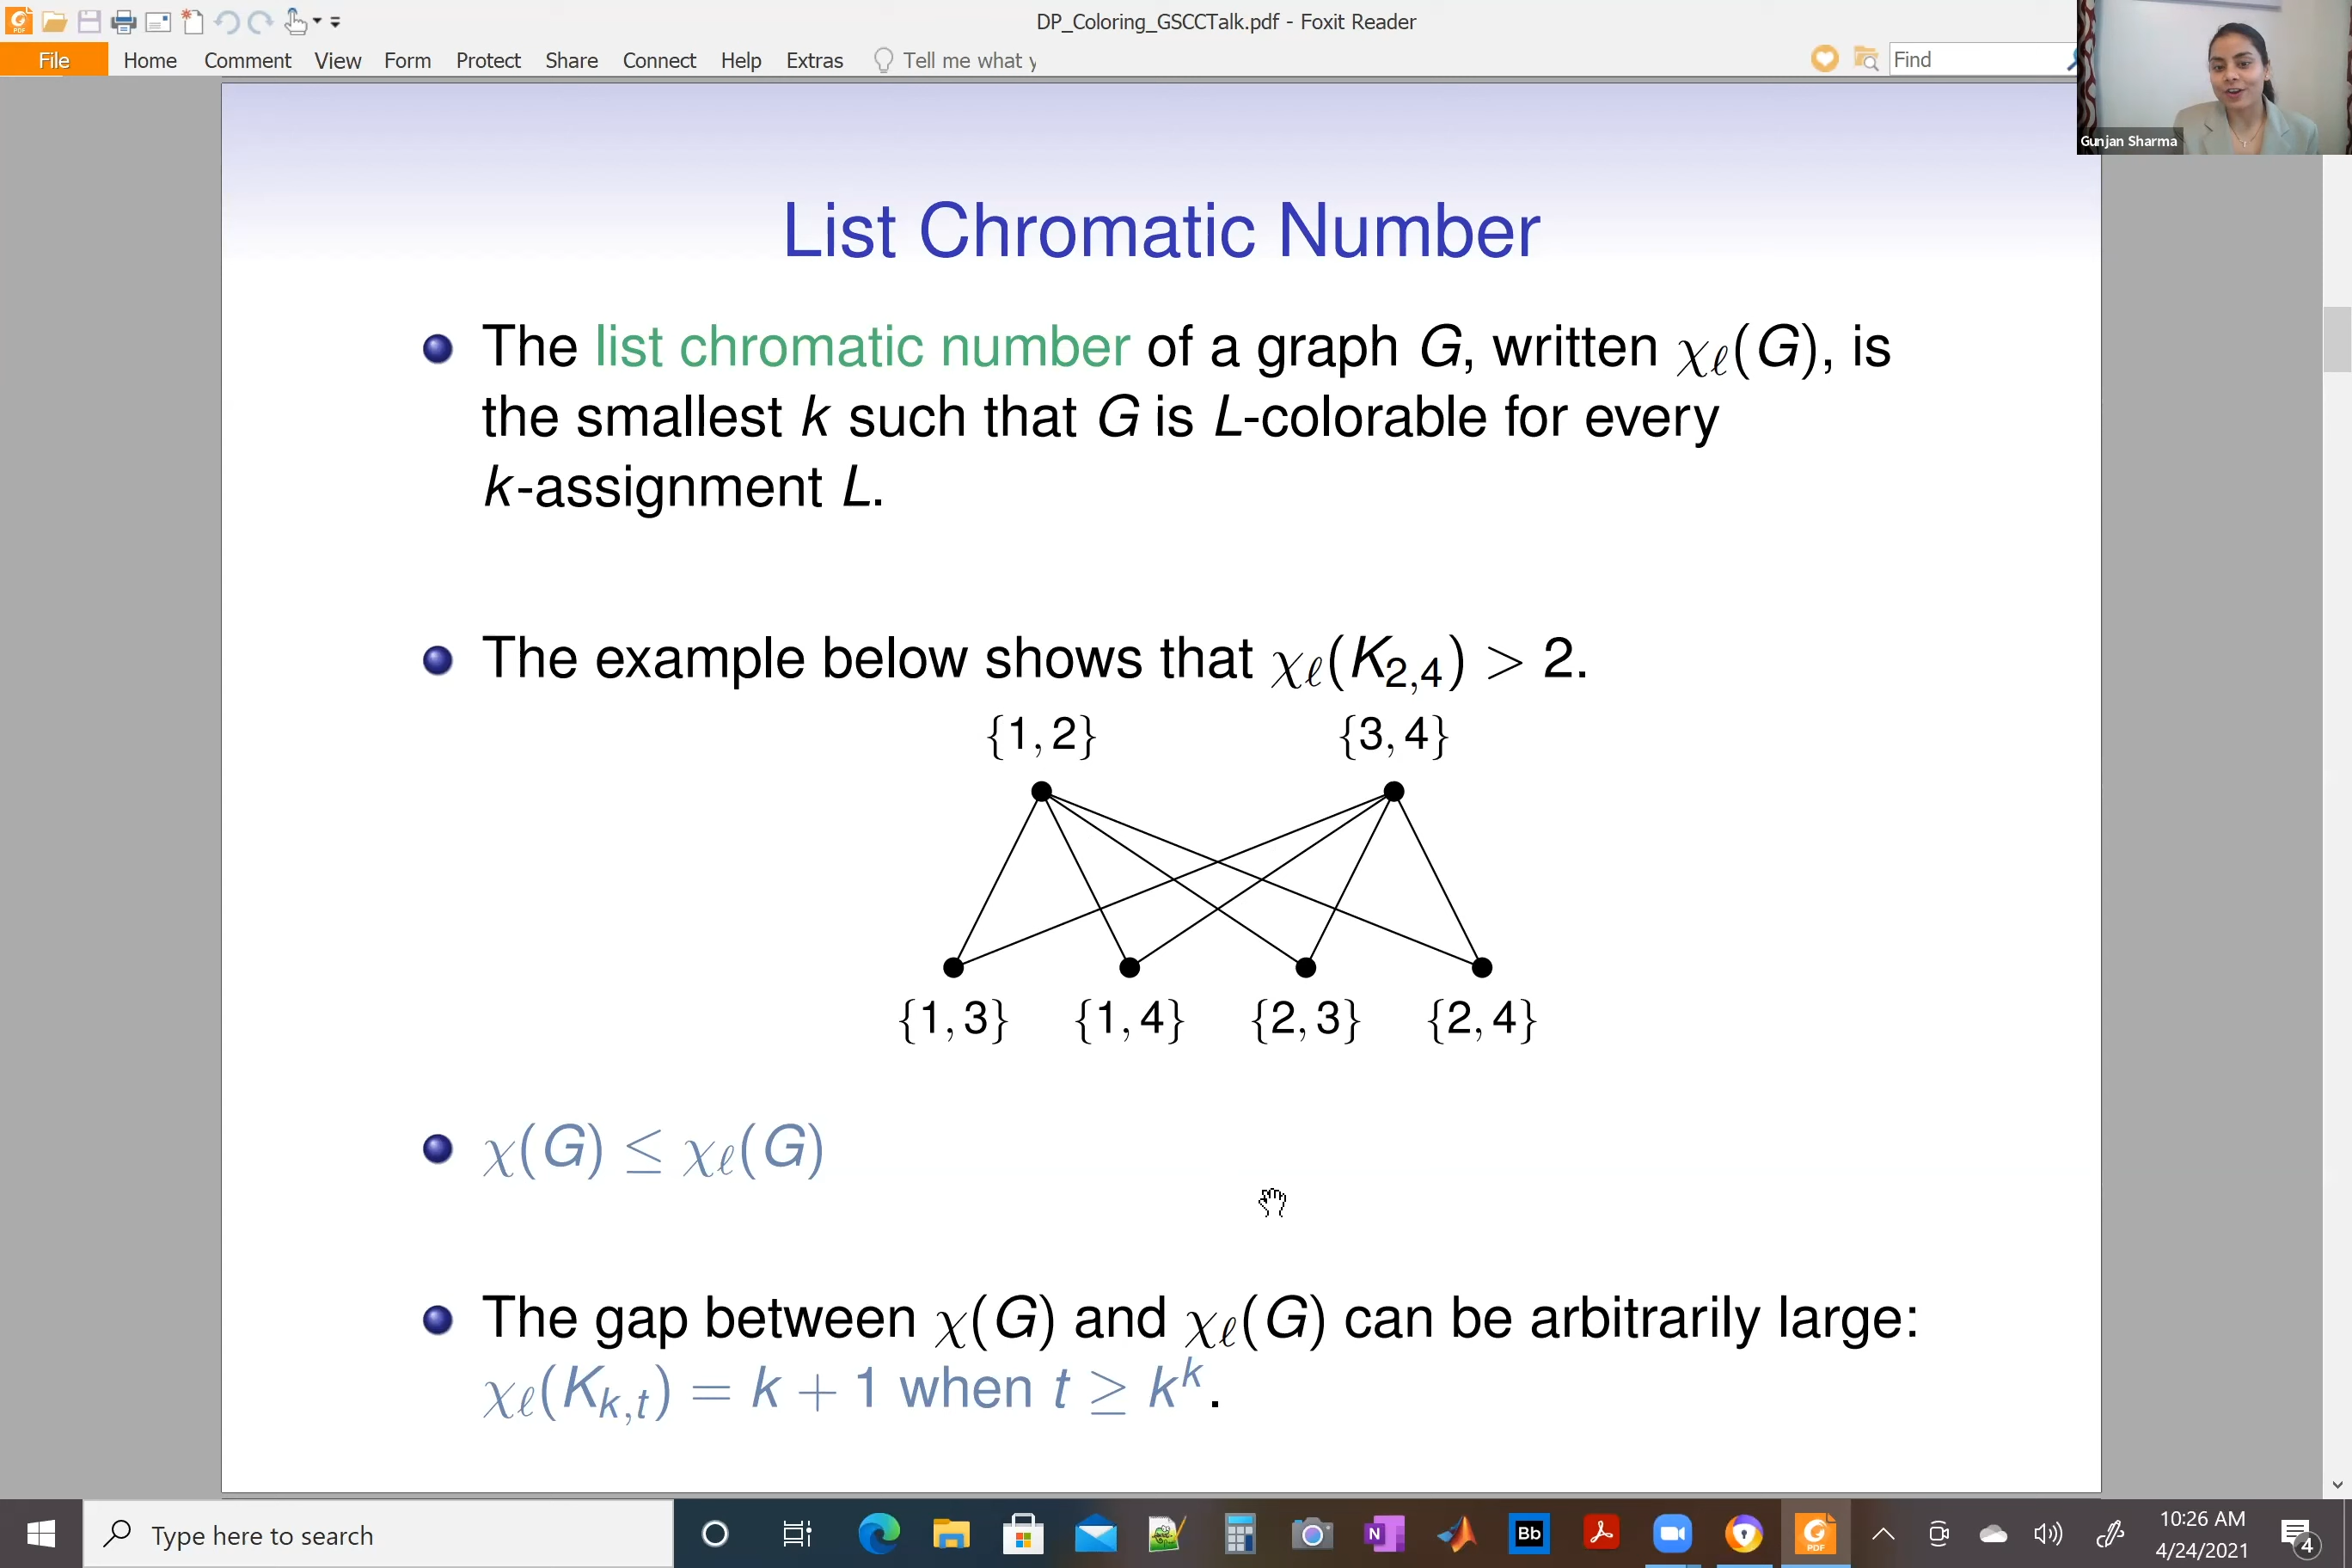 DP_Coloring_GSCCTalk.pdf - Foxit Reader
File Home Comment View Form Protect Share Connect Help Extras Tell me what y Find
Gunjan Sharma
List Chromatic Number
The list chromatic number of a graph G, written χℓ(G), is
the smallest k such that G is L-colorable for every
k-assignment L.
The example below shows that χℓ(K2,4) > 2.
{1, 2} {3, 4}
{1, 3} {1, 4} {2, 3} {2, 4}
χ(G) ≤ χℓ(G)
The gap between χ(G) and χℓ(G) can be arbitrarily large:
χℓ(Kk,t) = k + 1 when t ≥ k^k.
Type here to search
Bb
N
PDF
10:26 AM
4/24/2021
4